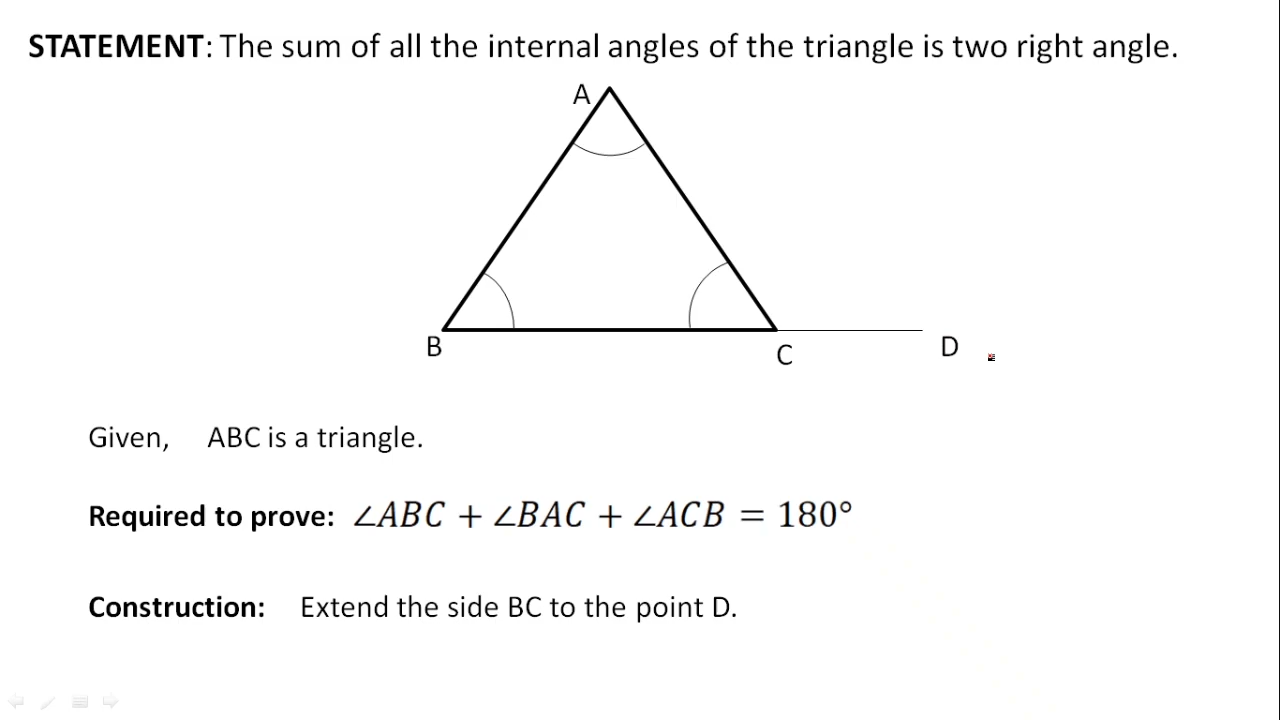 STATEMENT: The sum of all the internal angles of the triangle is two right angle.
A
B
C
D
Given, ABC is a triangle.
Required to prove: ∠ABC + ∠BAC + ∠ACB = 180°
Construction: Extend the side BC to the point D.